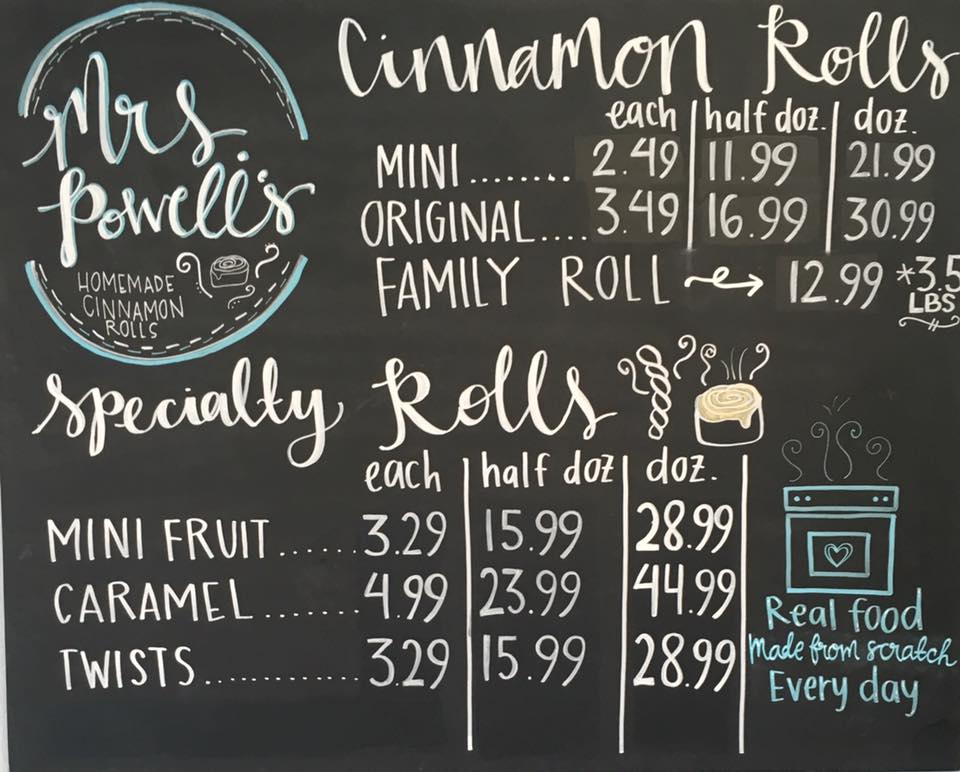 Mrs.
Powell's
HOMEMADE
CINNAMON
ROLLS
Cinnamon Rolls
each half doz. doz.
MINI........ 2.49 11.99 21.99
ORIGINAL.... 3.49 16.99 30.99
FAMILY ROLL 12.99 *3.5
LBS
Specialty Rolls
each half doz doz.
MINI FRUIT...... 3.29 15.99 28.99
CARAMEL....... 4.99 23.99 44.99
TWISTS............ 3.29 15.99 28.99
Real food
Made from scratch
Every day